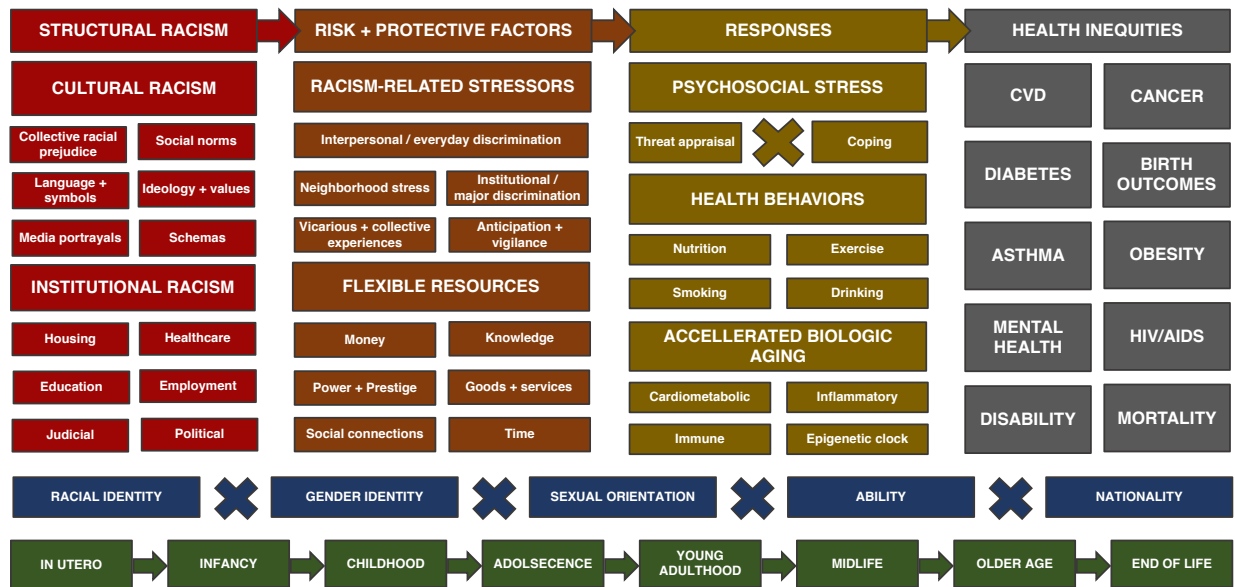 STRUCTURAL RACISM
RISK + PROTECTIVE FACTORS
RESPONSES
HEALTH INEQUITIES
CULTURAL RACISM
Collective racial
prejudice
Social norms
Language +
symbols
Ideology + values
Media portrayals
Schemas
INSTITUTIONAL RACISM
Housing
Healthcare
Education
Employment
Judicial
Political
RACISM-RELATED STRESSORS
Interpersonal / everyday discrimination
Neighborhood stress
Institutional /
major discrimination
Vicarious + collective
experiences
Anticipation +
vigilance
FLEXIBLE RESOURCES
Money
Knowledge
Power + Prestige
Goods + services
Social connections
Time
PSYCHOSOCIAL STRESS
Threat appraisal
Coping
HEALTH BEHAVIORS
Nutrition
Exercise
Smoking
Drinking
ACCELLERATED BIOLOGIC
AGING
Cardiometabolic
Inflammatory
Immune
Epigenetic clock
CVD
CANCER
DIABETES
BIRTH
OUTCOMES
ASTHMA
OBESITY
MENTAL
HEALTH
HIV/AIDS
DISABILITY
MORTALITY
RACIAL IDENTITY
GENDER IDENTITY
SEXUAL ORIENTATION
ABILITY
NATIONALITY
IN UTERO
INFANCY
CHILDHOOD
ADOLSECENCE
YOUNG
ADULTHOOD
MIDLIFE
OLDER AGE
END OF LIFE